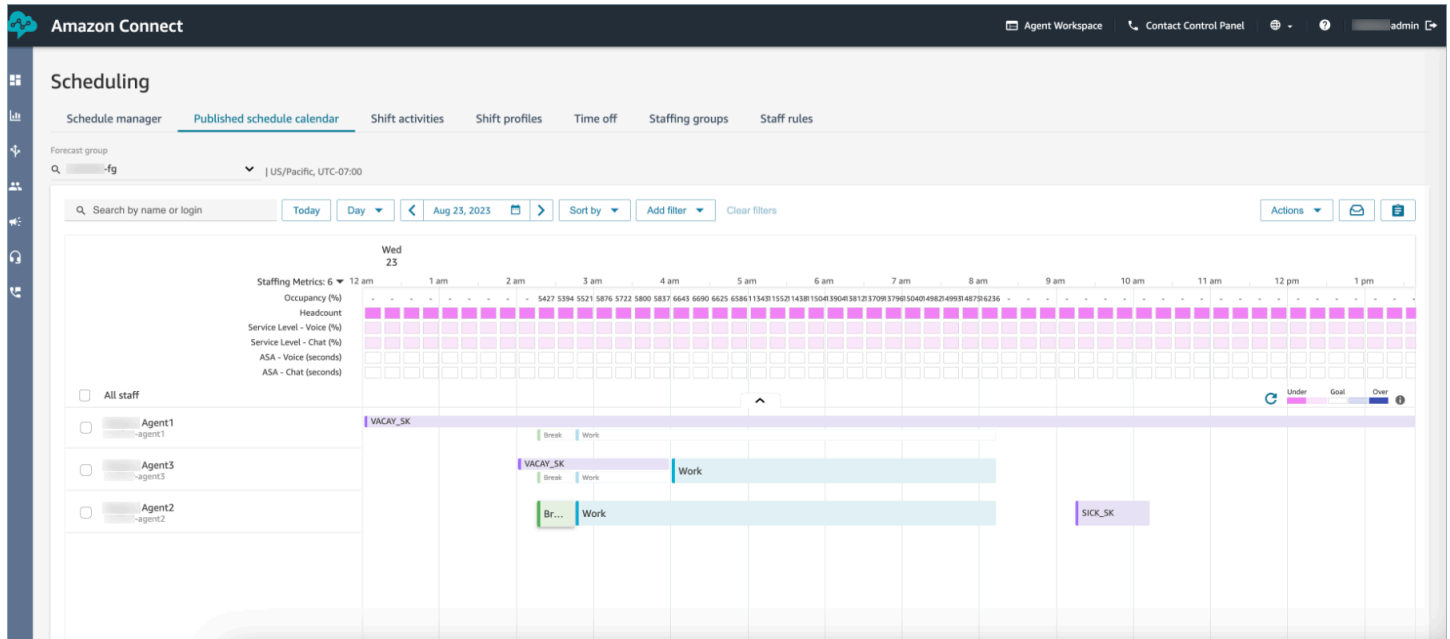 Amazon Connect
Agent Workspace
Contact Control Panel
admin
Scheduling
Schedule manager
Published schedule calendar
Shift activities
Shift profiles
Time off
Staffing groups
Staff rules
Forecast group
-fg
| US/Pacific, UTC-07:00
Search by name or login
Today
Day
Aug 23, 2023
Sort by
Add filter
Clear filters
Actions
Wed
23
Staffing Metrics: 6
12 am 1 am 2 am 3 am 4 am 5 am 6 am 7 am 8 am 9 am 10 am 11 am 12 pm 1 pm
Occupancy (%)
- - - - - - - - - 5427 5394 5521 5876 5722 5800 5837 6643 6690 6625 6586
Headcount
Service Level - Voice (%)
Service Level - Chat (%)
ASA - Voice (seconds)
ASA - Chat (seconds)
All staff
Under Goal Over
Agent1
-agent1
VACAY_SK
Break
Work
Agent3
-agent3
VACAY_SK
Break
Work
Work
Agent2
-agent2
Br...
Work
SICK_SK